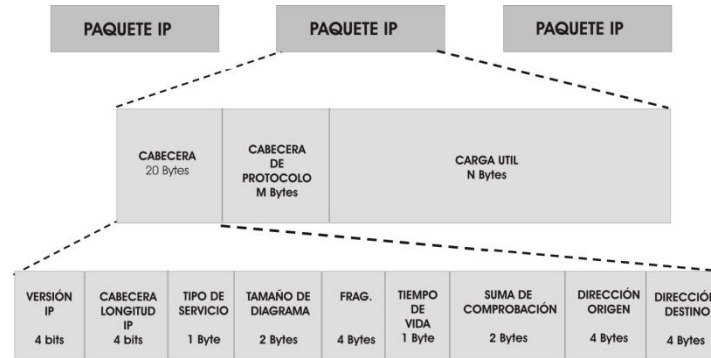 PAQUETE IP
PAQUETE IP
PAQUETE IP
CABECERA
20 Bytes
CABECERA
DE
PROTOCOLO
M Bytes
CARGA UTIL
N Bytes
VERSIÓN
IP
4 bits
CABECERA
LONGITUD
IP
4 bits
TIPO DE
SERVICIO
1 Byte
TAMAÑO DE
DIAGRAMA
2 Bytes
FRAG.
4 Bytes
TIEMPO
DE
VIDA
1 Byte
SUMA DE
COMPROBACIÓN
2 Bytes
DIRECCIÓN
ORIGEN
4 Bytes
DIRECCIÓN
DESTINO
4 Bytes